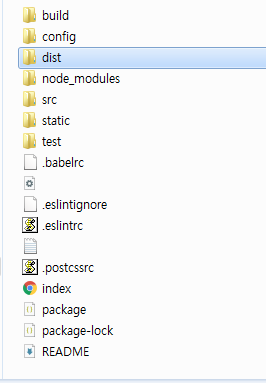 build
config
dist
node_modules
src
static
test
.babelrc
.eslintignore
.eslintrc
.postcssrc
index
package
package-lock
README